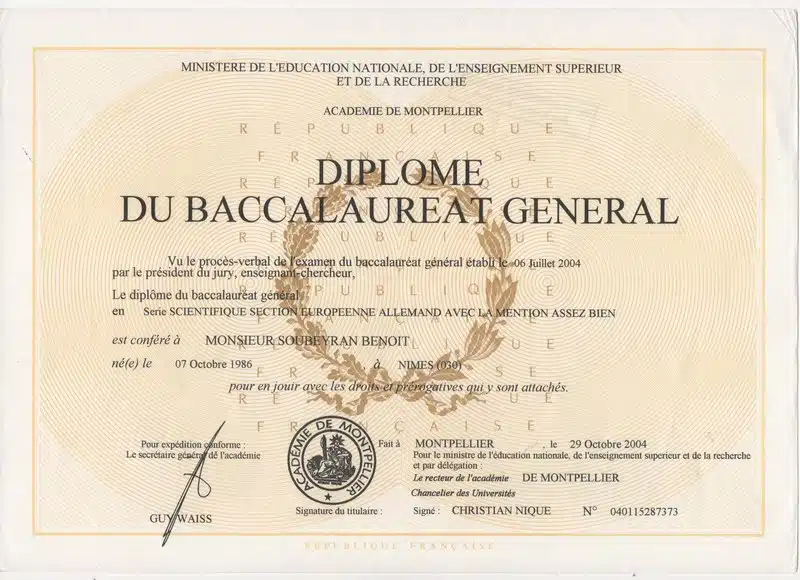 MINISTERE DE L'EDUCATION NATIONALE, DE L'ENSEIGNEMENT SUPERIEUR
ET DE LA RECHERCHE
ACADEMIE DE MONTPELLIER
RÉPUBLIQUE
FRANÇAISE
DIPLOME
DU BACCALAUREAT GENERAL
Vu le procès-verbal de l'examen du baccalauréat général établi le 06 Juillet 2004
par le président du jury, enseignant-chercheur,
Le diplôme du baccalauréat général
en Serie SCIENTIFIQUE SECTION EUROPEENNE ALLEMAND AVEC LA MENTION ASSEZ BIEN
est conféré à MONSIEUR SOUBEYRAN BENOIT
né(e) le 07 Octobre 1986 , à NIMES (030)
pour en jouir avec les droits et prérogatives qui y sont attachés.
Pour expédition conforme :
Le secrétaire général de l'académie
GUY WAISS
ACADÉMIE DE MONTPELLIER
Signature du titulaire :
Fait à MONTPELLIER , le 29 Octobre 2004
Pour le ministre de l'éducation nationale, de l'enseignement superieur et de la recherche
et par délégation :
Le recteur de l'académie DE MONTPELLIER
Chancelier des Universités
Signé : CHRISTIAN NIQUE N° 040115287373
RÉPUBLIQUE FRANÇAISE